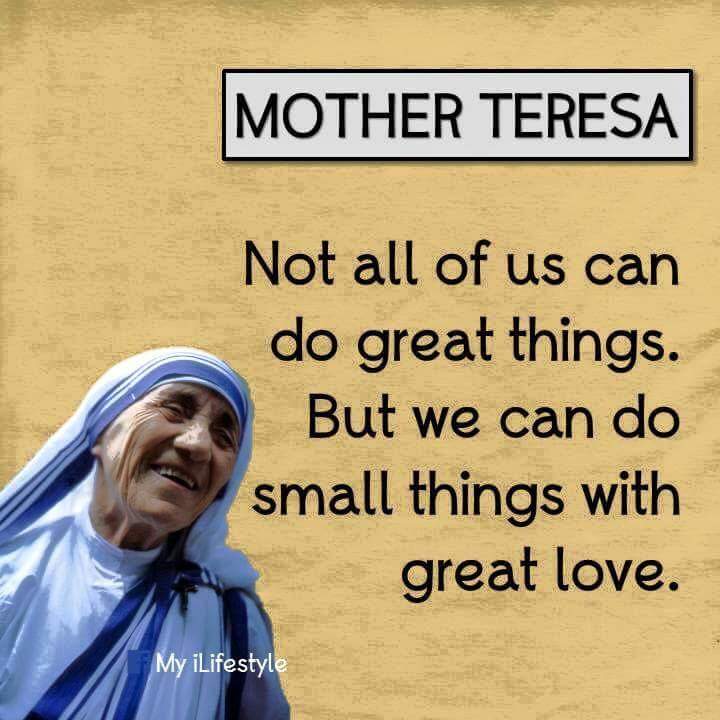 MOTHER TERESA
Not all of us can
do great things.
But we can do
small things with
great love.
My iLifestyle